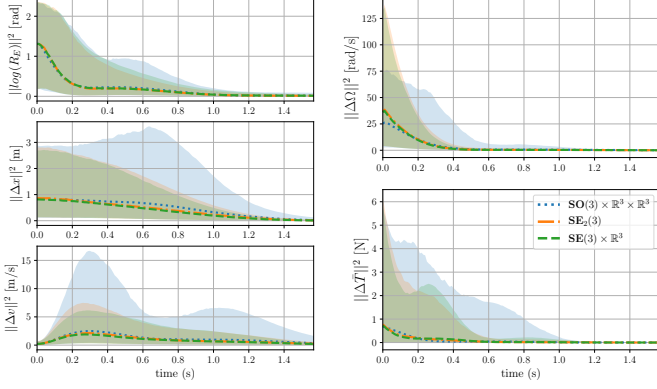 ||log(R_E)||² [rad]
2
1
0
0.0 0.2 0.4 0.6 0.8 1.0 1.2 1.4
||Δx||² [m]
3
2
1
0
0.0 0.2 0.4 0.6 0.8 1.0 1.2 1.4
||Δv||² [m/s]
15
10
5
0
0.0 0.2 0.4 0.6 0.8 1.0 1.2 1.4
time (s)
||ΔΩ||² [rad/s]
125
100
75
50
25
0
0.0 0.2 0.4 0.6 0.8 1.0 1.2 1.4
||ΔT̄||² [N]
6
5
4
3
2
1
0
SO(3) × ℝ³ × ℝ³
SE₂(3)
SE(3) × ℝ³
0.0 0.2 0.4 0.6 0.8 1.0 1.2 1.4
time (s)